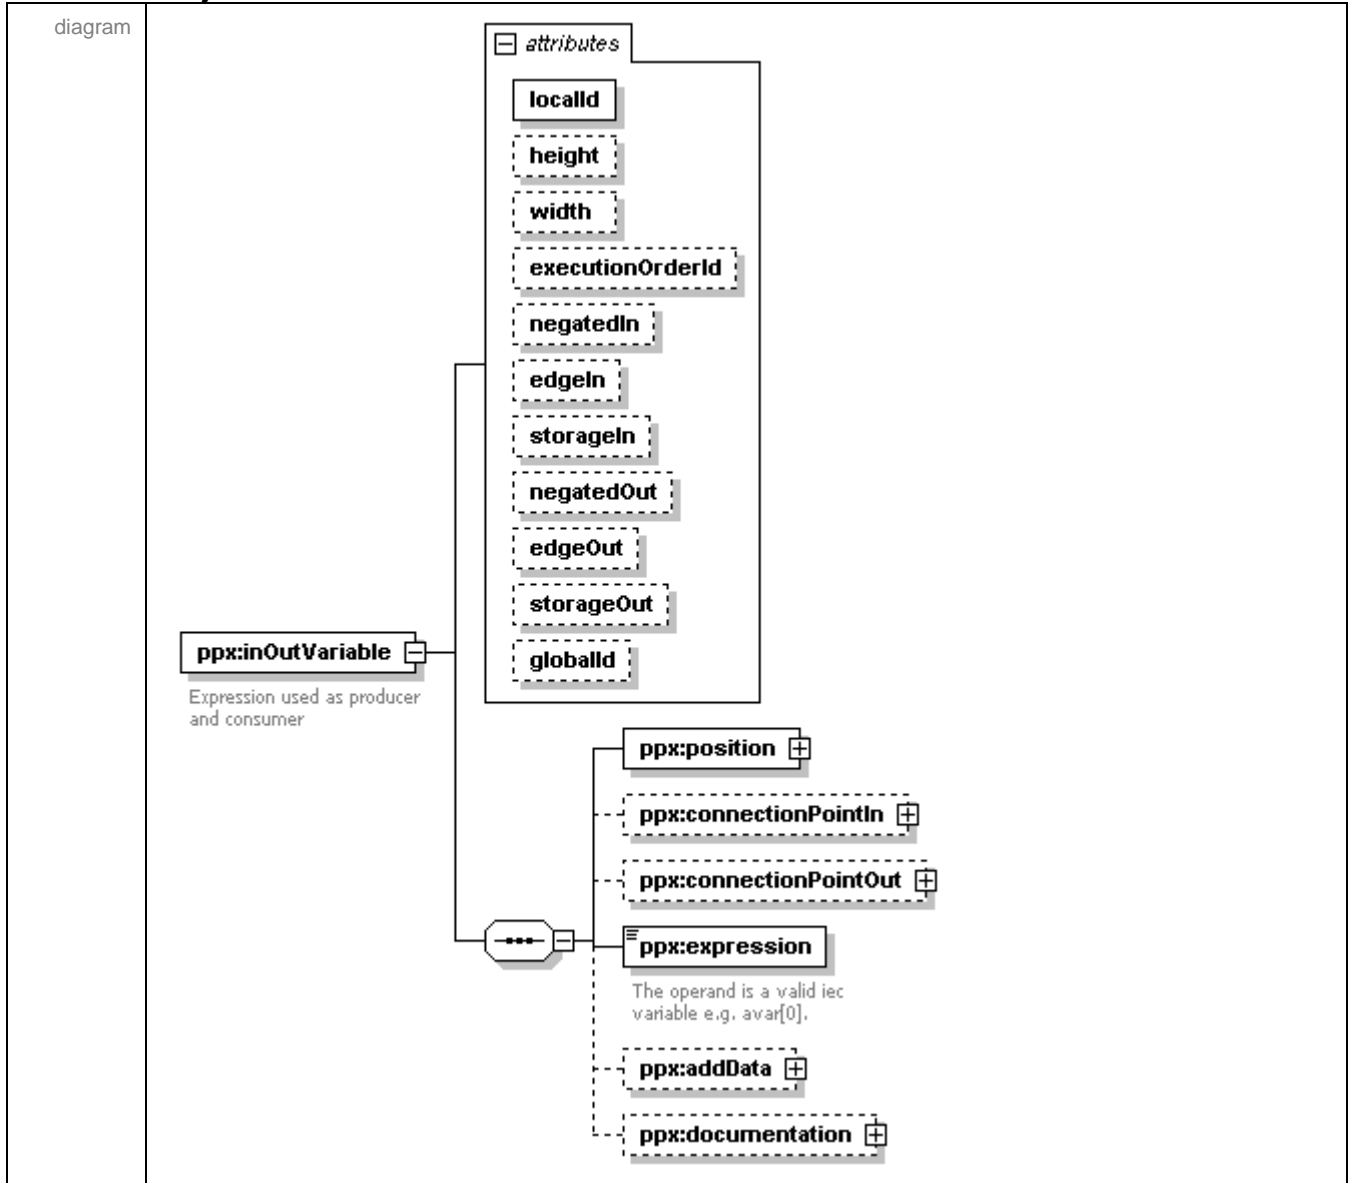 diagram
attributes
localId
height
width
executionOrderId
negatedIn
edgeIn
storageIn
negatedOut
edgeOut
storageOut
globalId
ppx:inOutVariable
Expression used as producer
and consumer
ppx:position
ppx:connectionPointIn
ppx:connectionPointOut
ppx:expression
The operand is a valid iec
variable e.g. avar[0].
ppx:addData
ppx:documentation